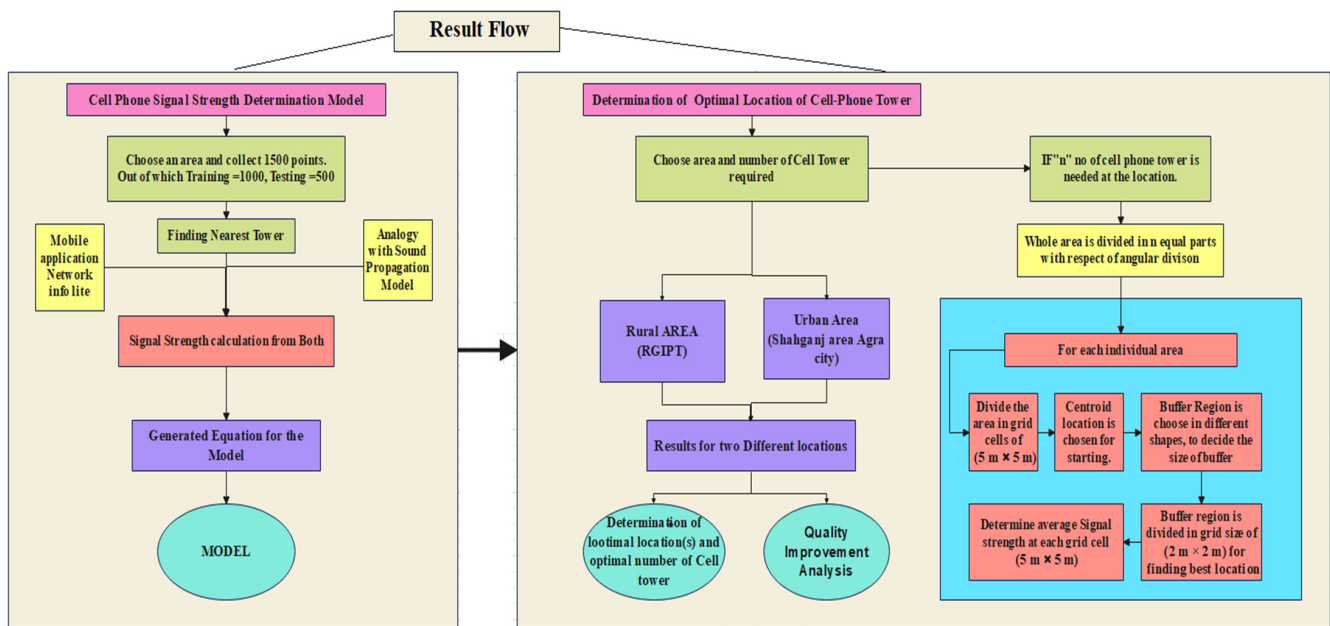 Result Flow
Cell Phone Signal Strength Determination Model
Choose an area and collect 1500 points.
Out of which Training =1000, Testing =500
Finding Nearest Tower
Mobile
application
Network
info lite
Analogy
with Sound
Propagation
Model
Signal Strength calculation from Both
Generated Equation for the
Model
MODEL
Determination of Optimal Location of Cell-Phone Tower
Choose area and number of Cell Tower
required
IF"n" no of cell phone tower is
needed at the location.
Whole area is divided in n equal parts
with respect of angular divison
Rural AREA
(RGIPT)
Urban Area
(Shahganj area Agra
city)
Results for two Different locations
Determination of
lootimal location(s) and
optimal number of Cell
tower
Quality
Improvement
Analysis
For each individual area
Divide the
area in grid
cells of
(5 m × 5 m)
Centroid
location is
chosen for
starting.
Buffer Region is
choose in different
shapes, to decide the
size of buffer
Buffer region is
divided in grid size of
(2 m × 2 m) for
finding best location
Determine average Signal
strength at each grid cell
(5 m × 5 m)